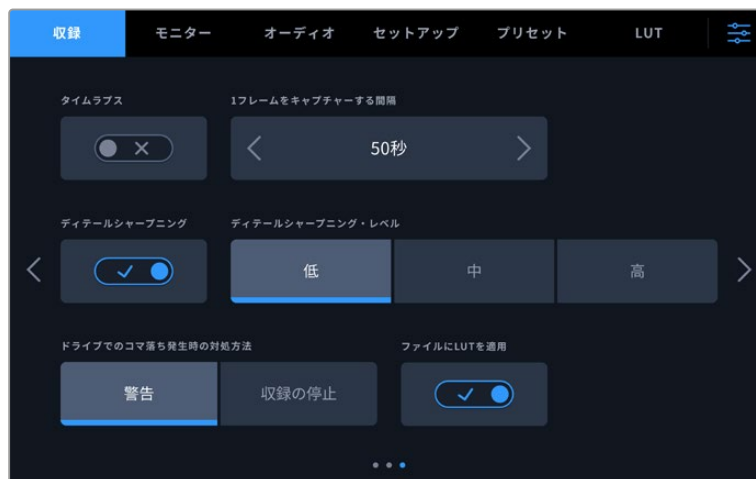 収録 モニター オーディオ セットアップ プリセット LUT
タイムラプス 1フレームをキャプチャーする間隔
50秒
ディテールシャープニング ディテールシャープニング・レベル
低 中 高
ドライブでのコマ落ち発生時の対処方法 ファイルにLUTを適用
警告 収録の停止